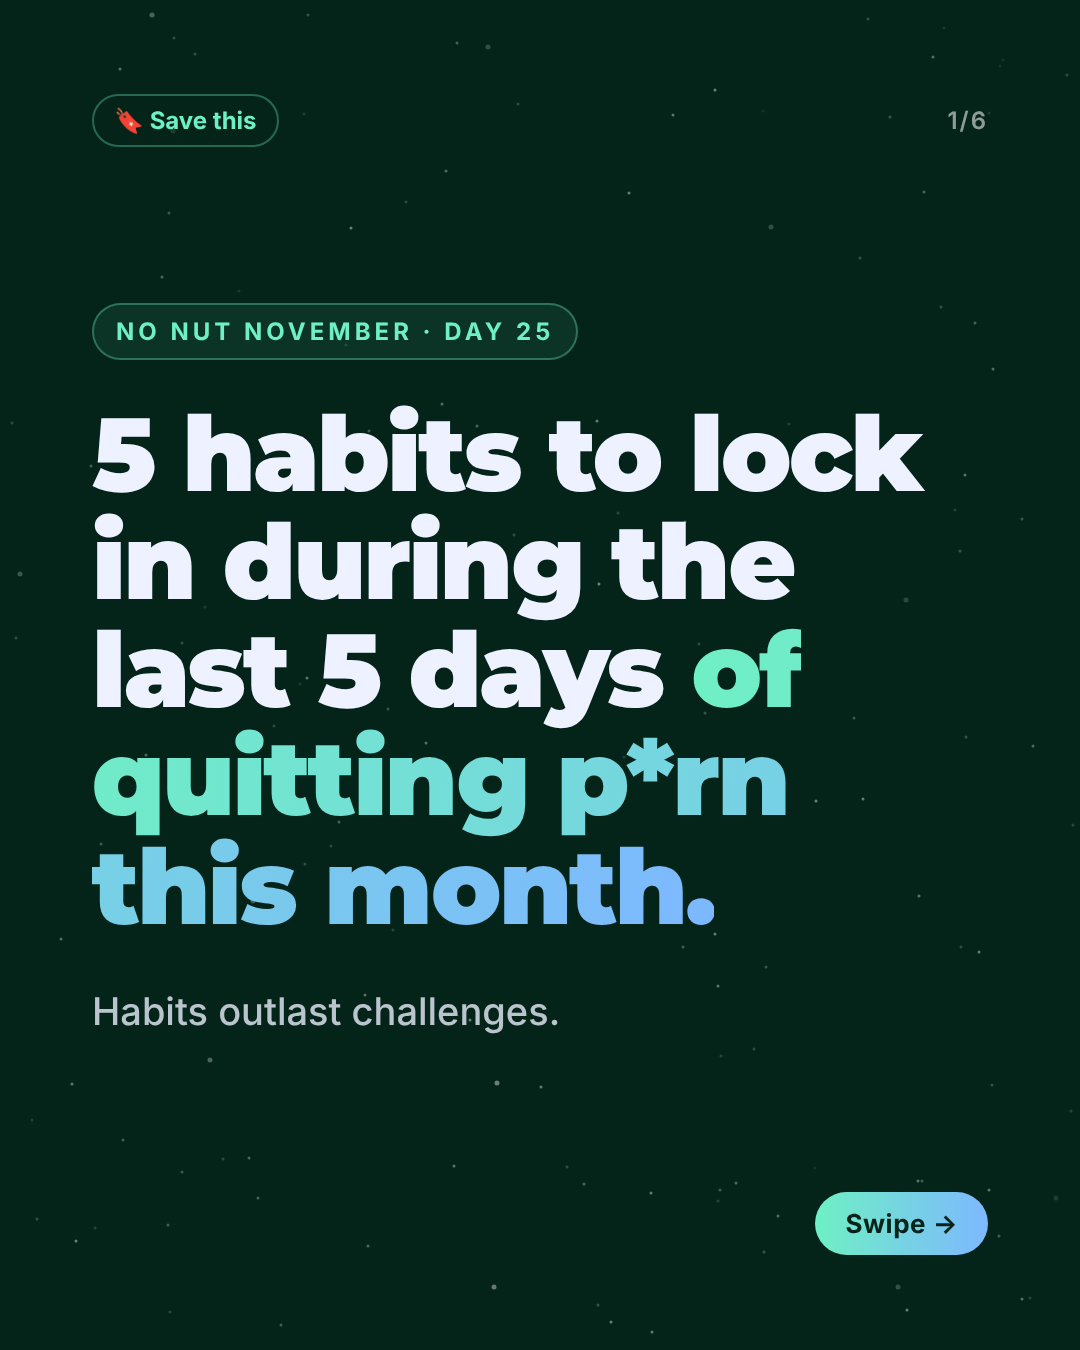 🔖 Save this
1/6
NO NUT NOVEMBER · DAY 25
5 habits to lock
in during the
last 5 days of
quitting p*rn
this month.
Habits outlast challenges.
Swipe →